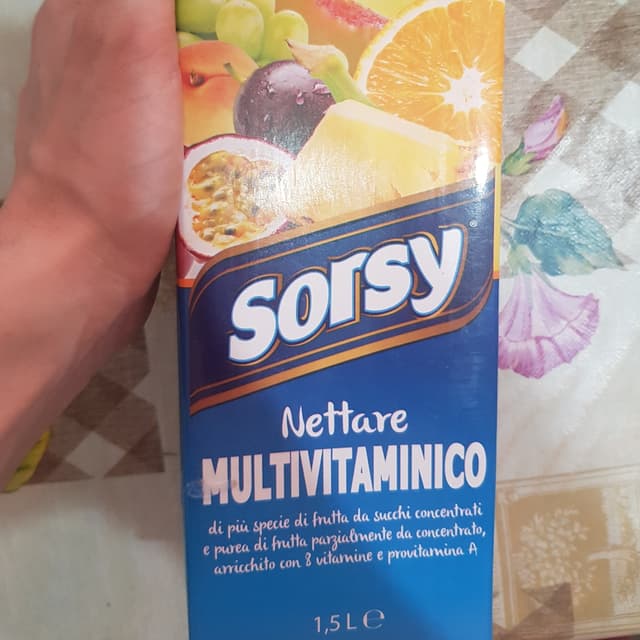 Sorsy®
Nettare
MULTIVITAMINICO
di più specie di frutta da succhi concentrati
e purea di frutta parzialmente da concentrato,
arricchito con 8 vitamine e provitamina A
1,5 L ℮